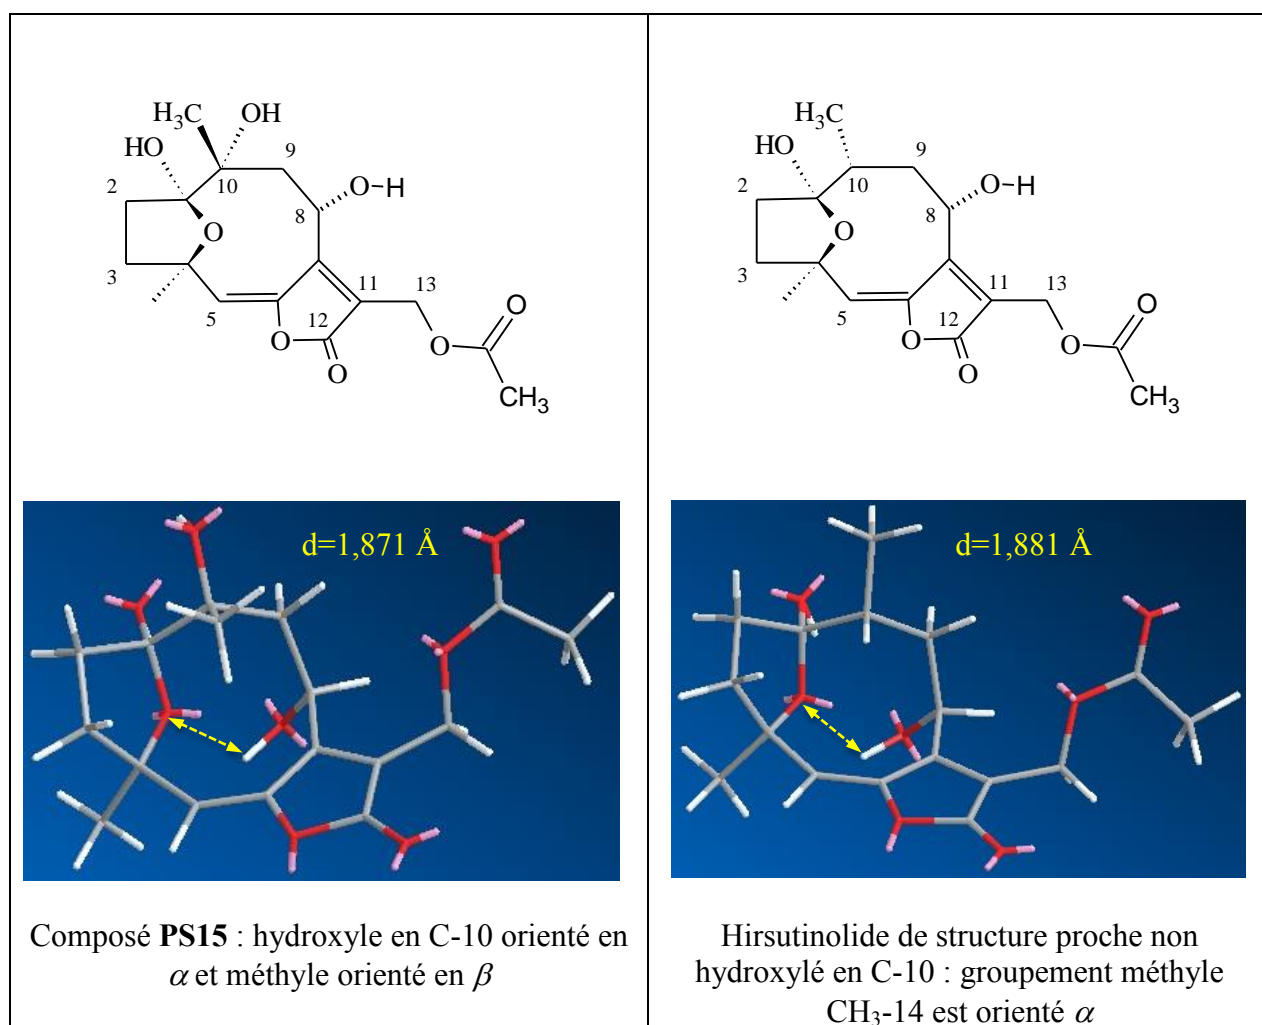 H3C OH
HO
9
2
10
O-H
8
O
3
11
13
5
12
O
O
O
O
CH3
H3C
HO
9
2
10
O-H
8
O
3
11
13
5
12
O
O
O
O
CH3
d=1,871 Å
d=1,881 Å
Composé PS15 : hydroxyle en C-10 orienté en
α et méthyle orienté en β
Hirsutinolide de structure proche non
hydroxylé en C-10 : groupement méthyle
CH3-14 est orienté α